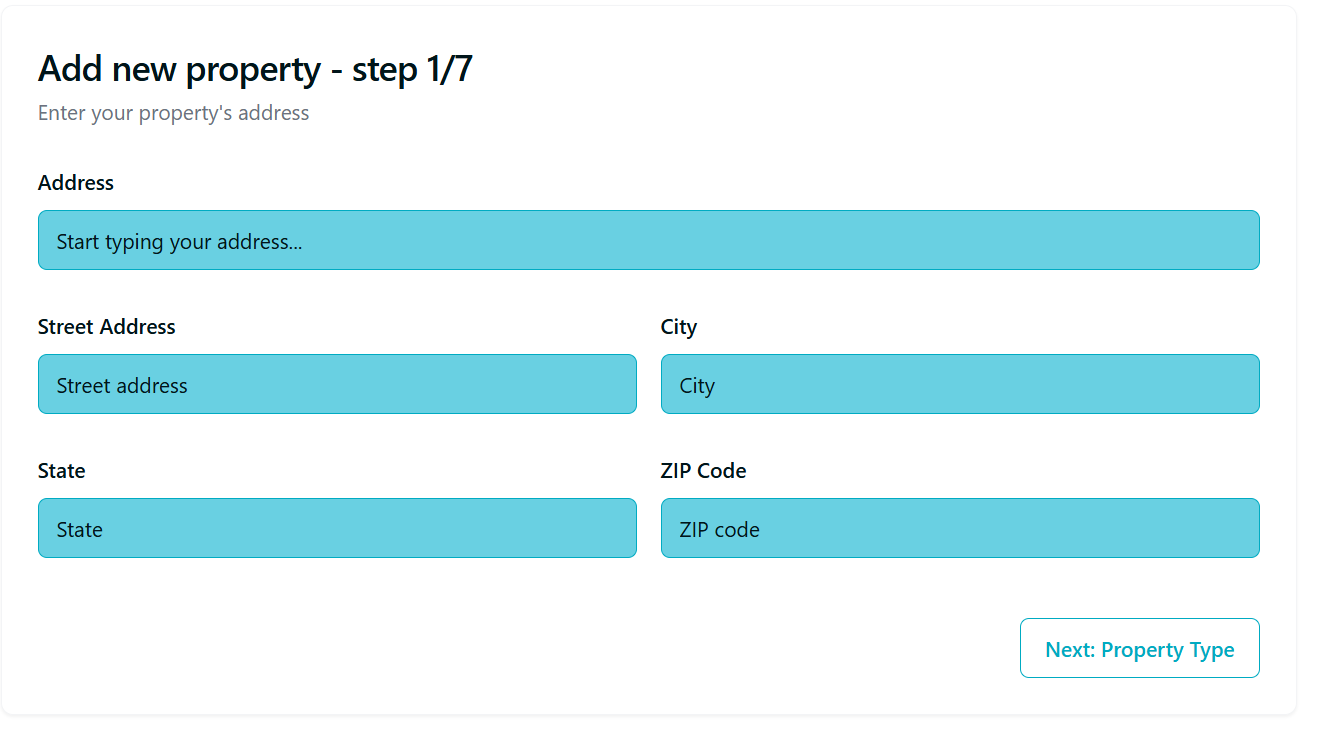 Add new property - step 1/7
Enter your property's address
Address
Start typing your address...
Street Address
City
Street address
City
State
ZIP Code
State
ZIP code
Next: Property Type